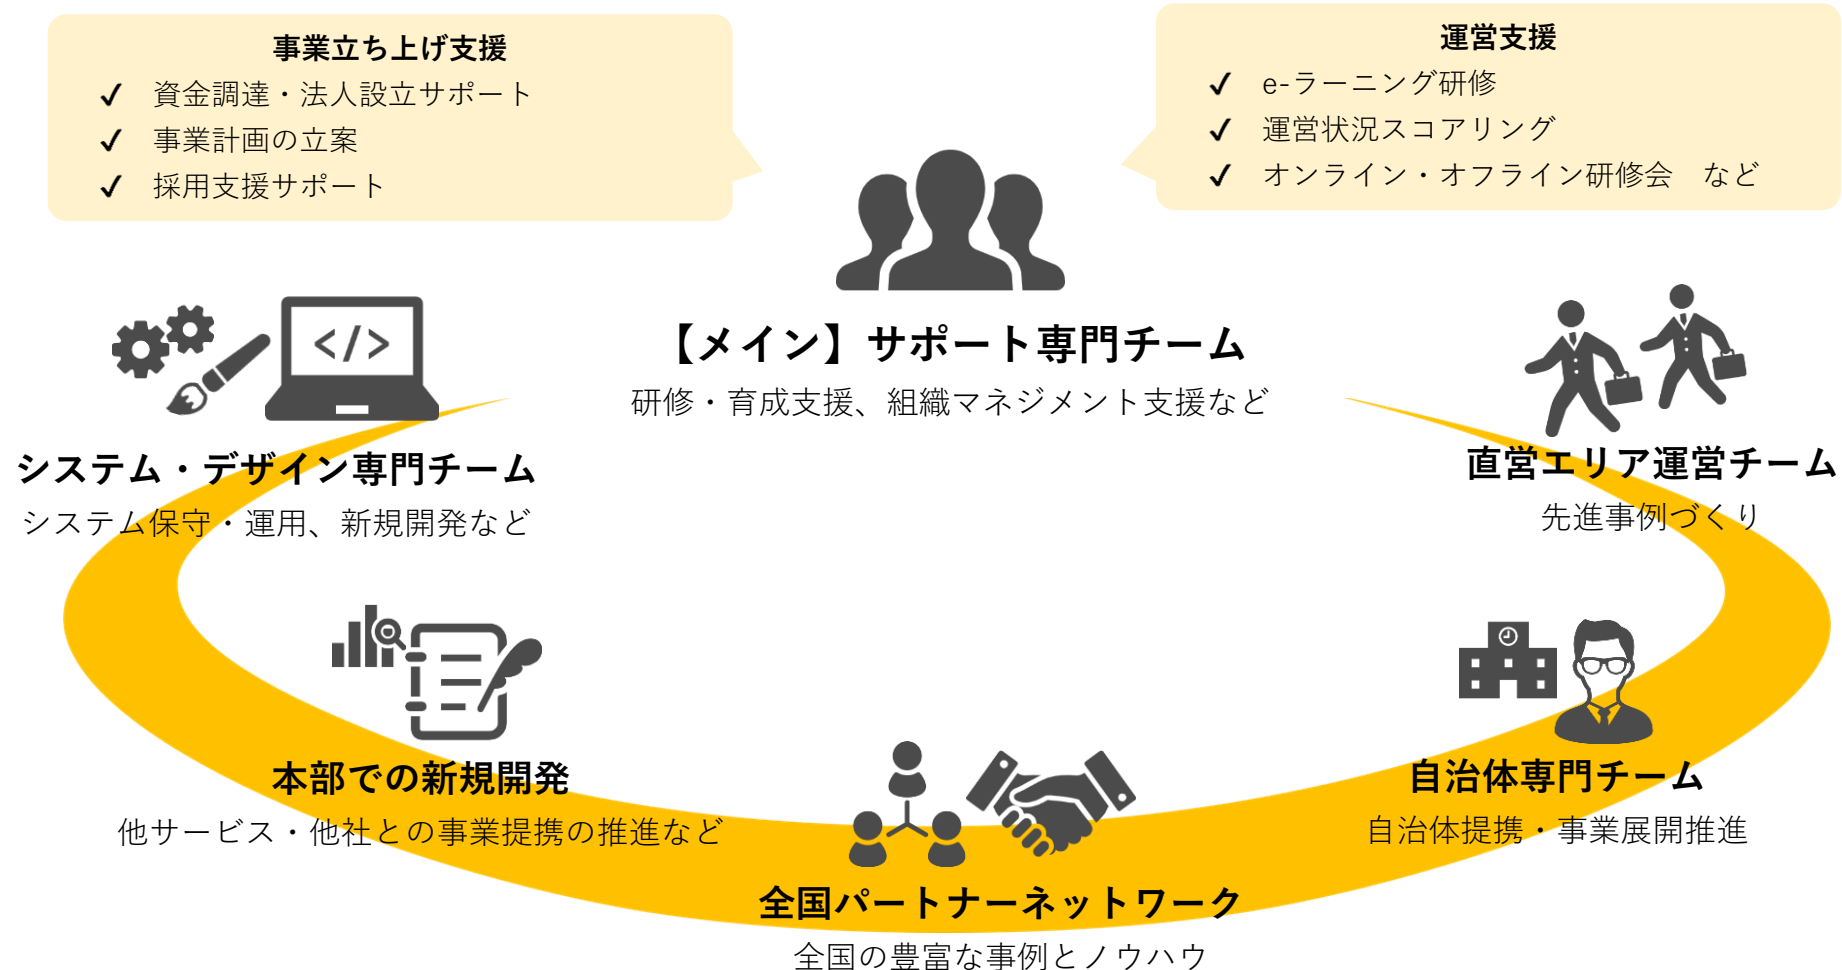 事業立ち上げ支援
✓ 資金調達・法人設立サポート
✓ 事業計画の立案
✓ 採用支援サポート
運営支援
✓ e-ラーニング研修
✓ 運営状況スコアリング
✓ オンライン・オフライン研修会　など
</>
【メイン】サポート専門チーム
研修・育成支援、組織マネジメント支援など
システム・デザイン専門チーム
システム保守・運用、新規開発など
直営エリア運営チーム
先進事例づくり
本部での新規開発
他サービス・他社との事業提携の推進など
自治体専門チーム
自治体提携・事業展開推進
全国パートナーネットワーク
全国の豊富な事例とノウハウ